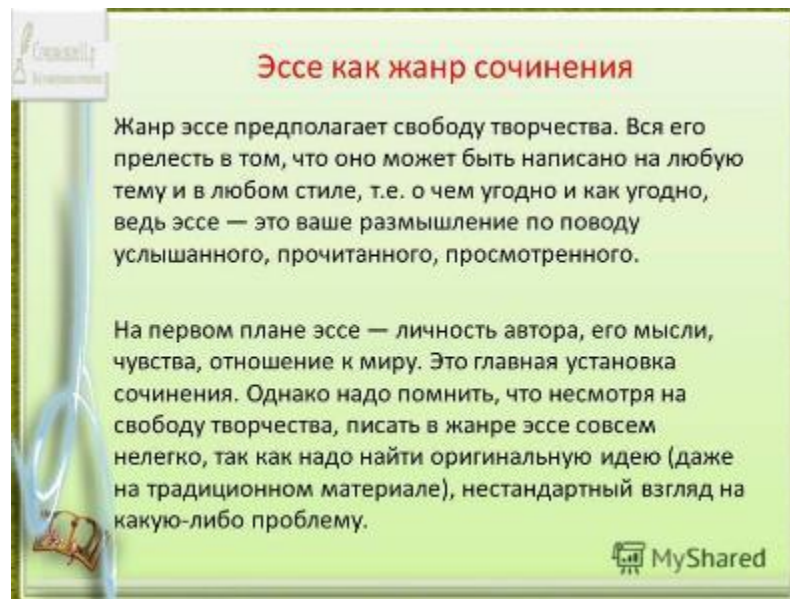 Эссе как жанр сочинения
Жанр эссе предполагает свободу творчества. Вся его
прелесть в том, что оно может быть написано на любую
тему и в любом стиле, т.е. о чем угодно и как угодно,
ведь эссе — это ваше размышление по поводу
услышанного, прочитанного, просмотренного.
На первом плане эссе — личность автора, его мысли,
чувства, отношение к миру. Это главная установка
сочинения. Однако надо помнить, что несмотря на
свободу творчества, писать в жанре эссе совсем
нелегко, так как надо найти оригинальную идею (даже
на традиционном материале), нестандартный взгляд на
какую-либо проблему.
MyShared